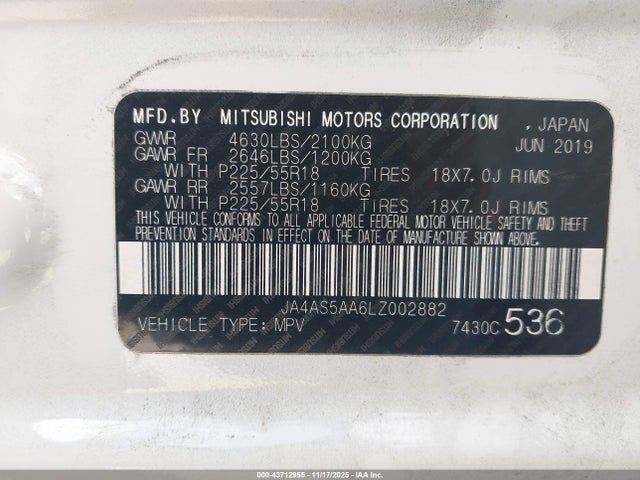 MFD.BY MITSUBISHI MOTORS CORPORATION , JAPAN
GVWR 4630LBS/2100KG JUN 2019
GAWR FR 2646LBS/1200KG
WITH P225/55R18 TIRES 18X7.0J RIMS
GAWR RR 2557LBS/1160KG
WITH P225/55R18 TIRES 18X7.0J RIMS
THIS VEHICLE CONFORMS TO ALL APPLICABLE FEDERAL MOTOR VEHICLE SAFETY AND THEFT
PREVENTION STANDARDS IN EFFECT ON THE DATE OF MANUFACTURE SHOWN ABOVE.
JA4AS5AA6LZ002882
VEHICLE TYPE: MPV 7430C 536
000-43712955 - 11/17/2025 - IAAI.COM